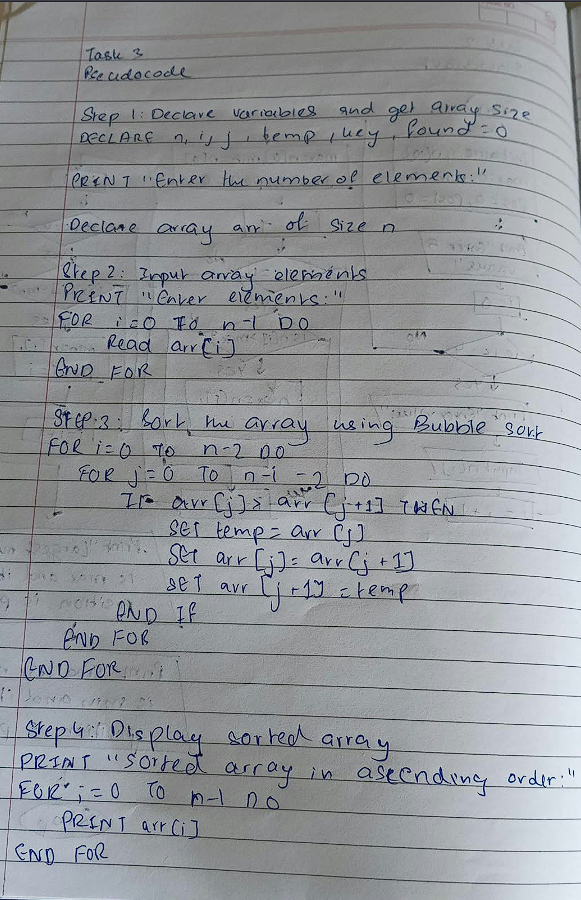 Task 3
Pseudocode
Step 1: Declare variables and get array size
DECLARE n, i, j, temp, key, found = 0
PRINT "Enter the number of elements:"
Declare array arr of size n
Step 2: Input array elements
PRINT "Enter elements:"
FOR i=0 TO n-1 DO
Read arr[i]
END FOR
Step 3: Sort the array using Bubble sort
FOR i=0 TO n-2 DO
FOR j=0 TO n-i-2 DO
IF arr[j]> arr[j+1] THEN
SET temp= arr[j]
SET arr[j]= arr[j+1]
SET arr[j+1] = temp
END IF
END FOR
END FOR
Step 4: Display sorted array
PRINT "Sorted array in ascending order:"
FOR i=0 TO n-1 DO
PRINT arr[i]
END FOR